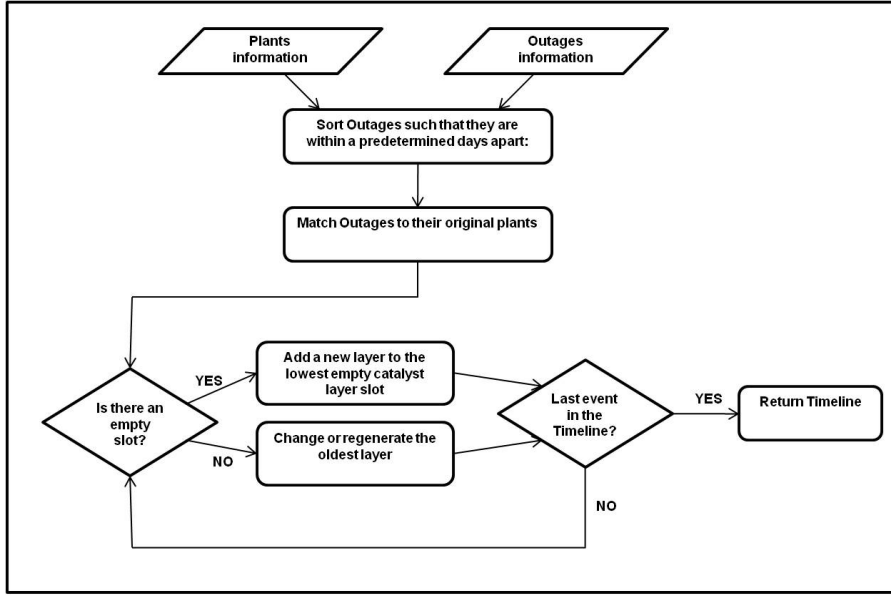 Plants
information
Outages
information
Sort Outages such that they are
within a predetermined days apart:
Match Outages to their original plants
Is there an
empty
slot?
YES
Add a new layer to the
lowest empty catalyst
layer slot
NO
Change or regenerate the
oldest layer
Last event
in the
Timeline?
YES
Return Timeline
NO